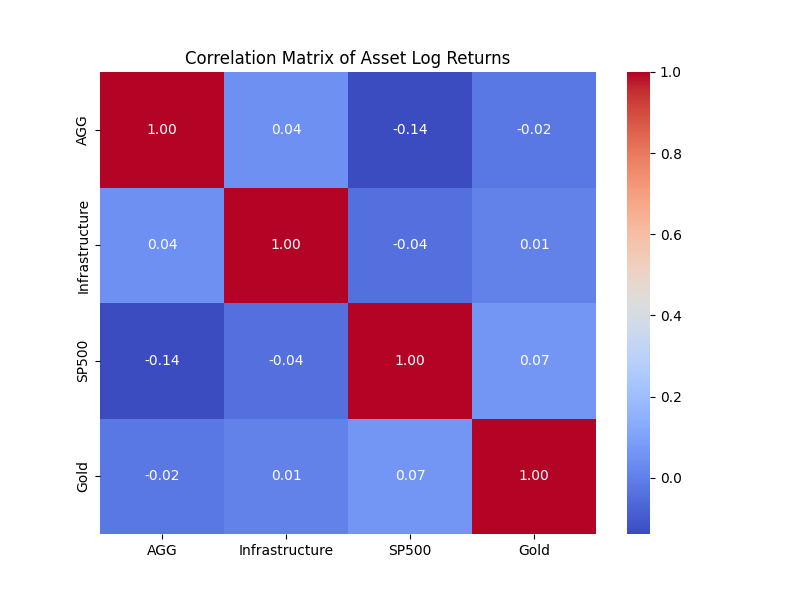 Correlation Matrix of Asset Log Returns
AGG 1.00 0.04 -0.14 -0.02
Infrastructure 0.04 1.00 -0.04 0.01
SP500 -0.14 -0.04 1.00 0.07
Gold -0.02 0.01 0.07 1.00
AGG Infrastructure SP500 Gold
1.0
0.8
0.6
0.4
0.2
0.0